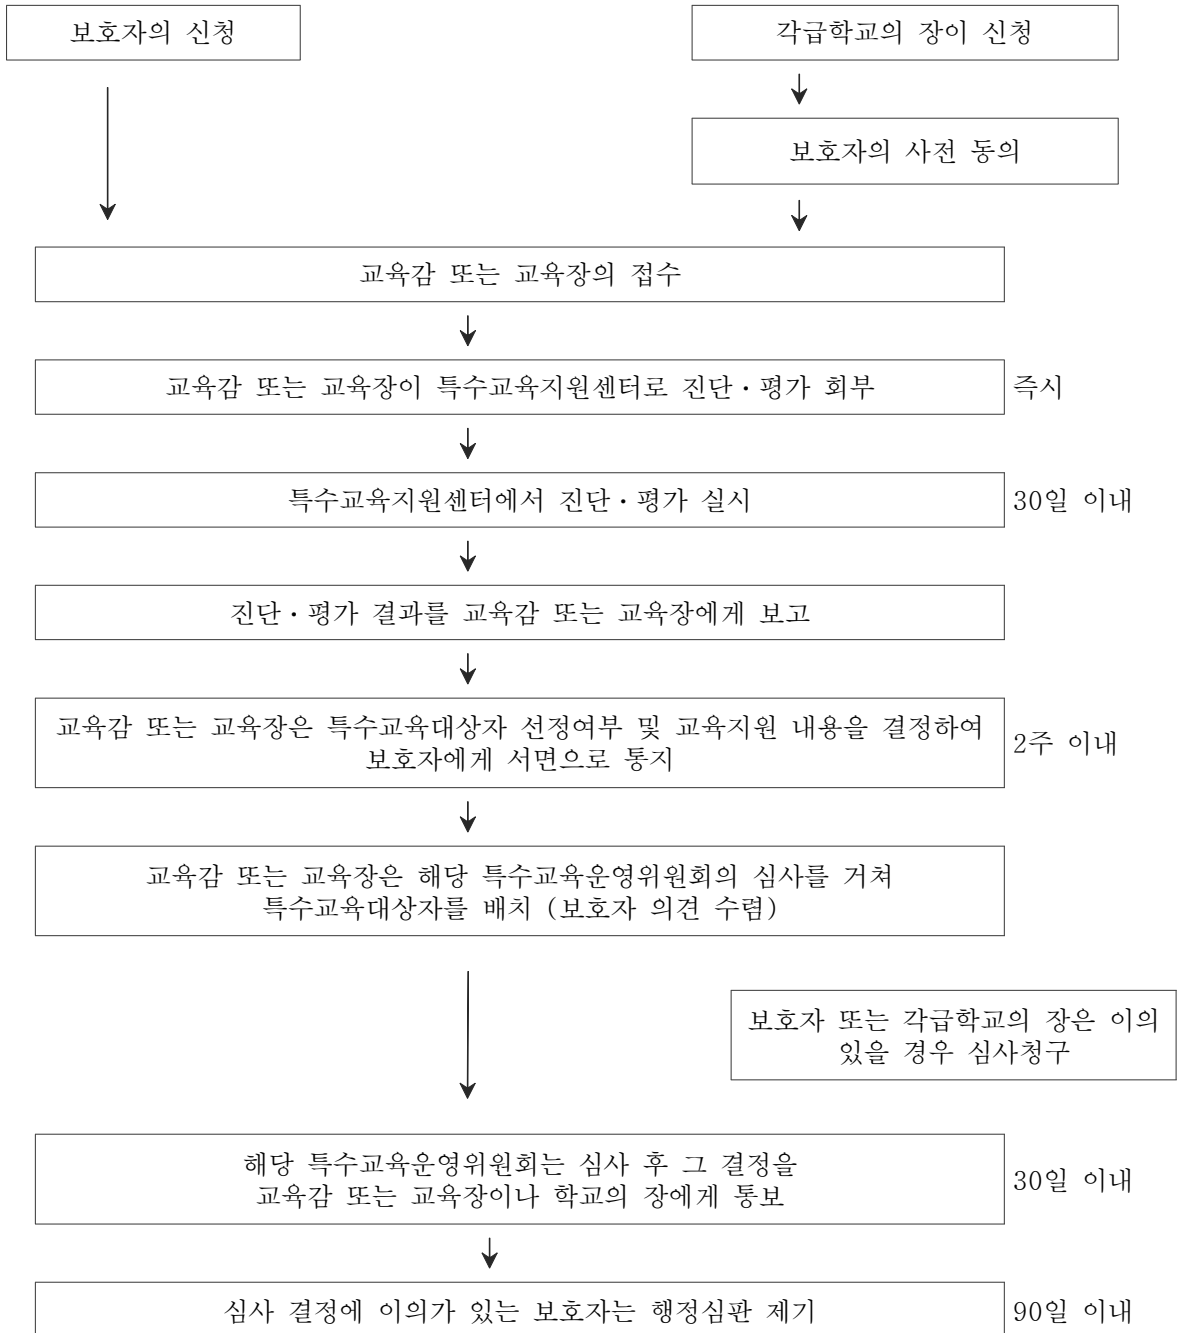 보호자의 신청
각급학교의 장이 신청
보호자의 사전 동의
교육감 또는 교육장의 접수
교육감 또는 교육장이 특수교육지원센터로 진단·평가 회부
즉시
특수교육지원센터에서 진단·평가 실시
30일 이내
진단·평가 결과를 교육감 또는 교육장에게 보고
교육감 또는 교육장은 특수교육대상자 선정여부 및 교육지원 내용을 결정하여
보호자에게 서면으로 통지
2주 이내
교육감 또는 교육장은 해당 특수교육운영위원회의 심사를 거쳐
특수교육대상자를 배치 (보호자 의견 수렴)
보호자 또는 각급학교의 장은 이의
있을 경우 심사청구
해당 특수교육운영위원회는 심사 후 그 결정을
교육감 또는 교육장이나 학교의 장에게 통보
30일 이내
심사 결정에 이의가 있는 보호자는 행정심판 제기
90일 이내